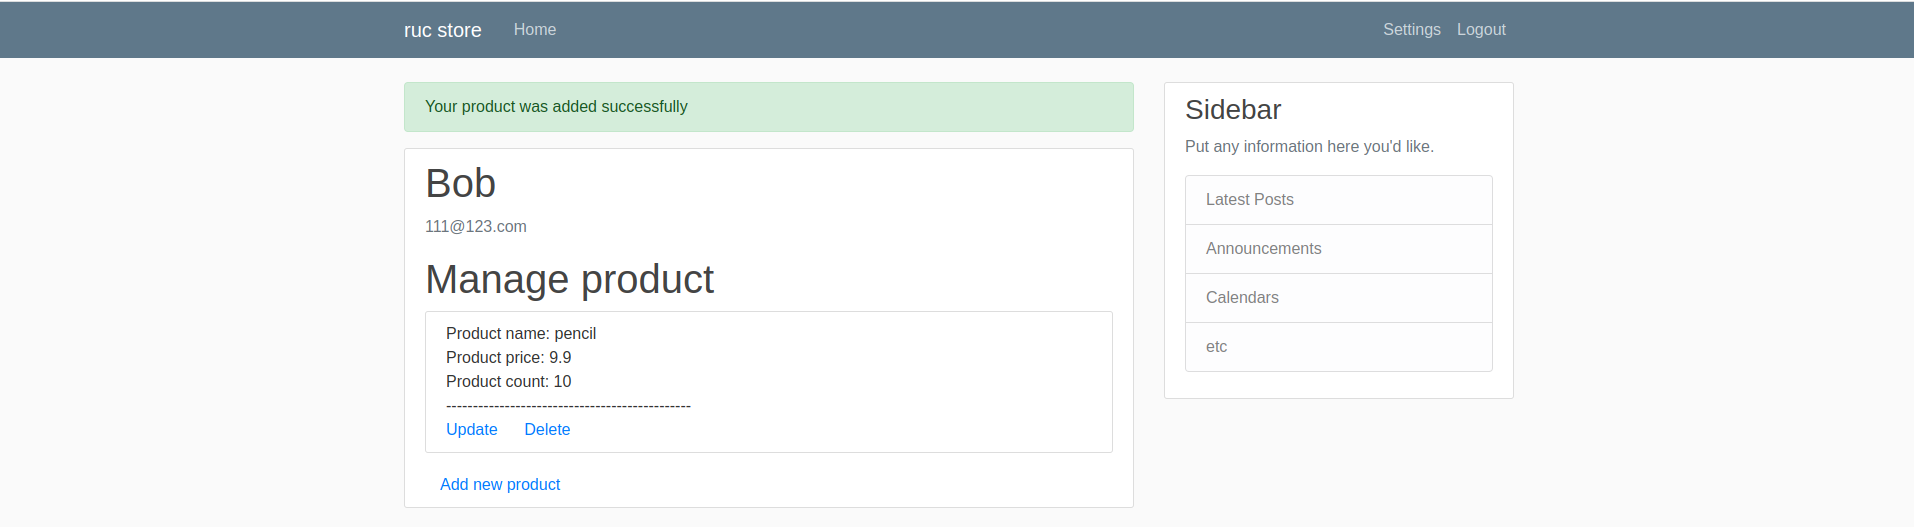 ruc store Home Settings Logout
Your product was added successfully
Bob
111@123.com
Manage product
Product name: pencil
Product price: 9.9
Product count: 10
----------------------------------------------
Update Delete
Add new product
Sidebar
Put any information here you'd like.
Latest Posts
Announcements
Calendars
etc